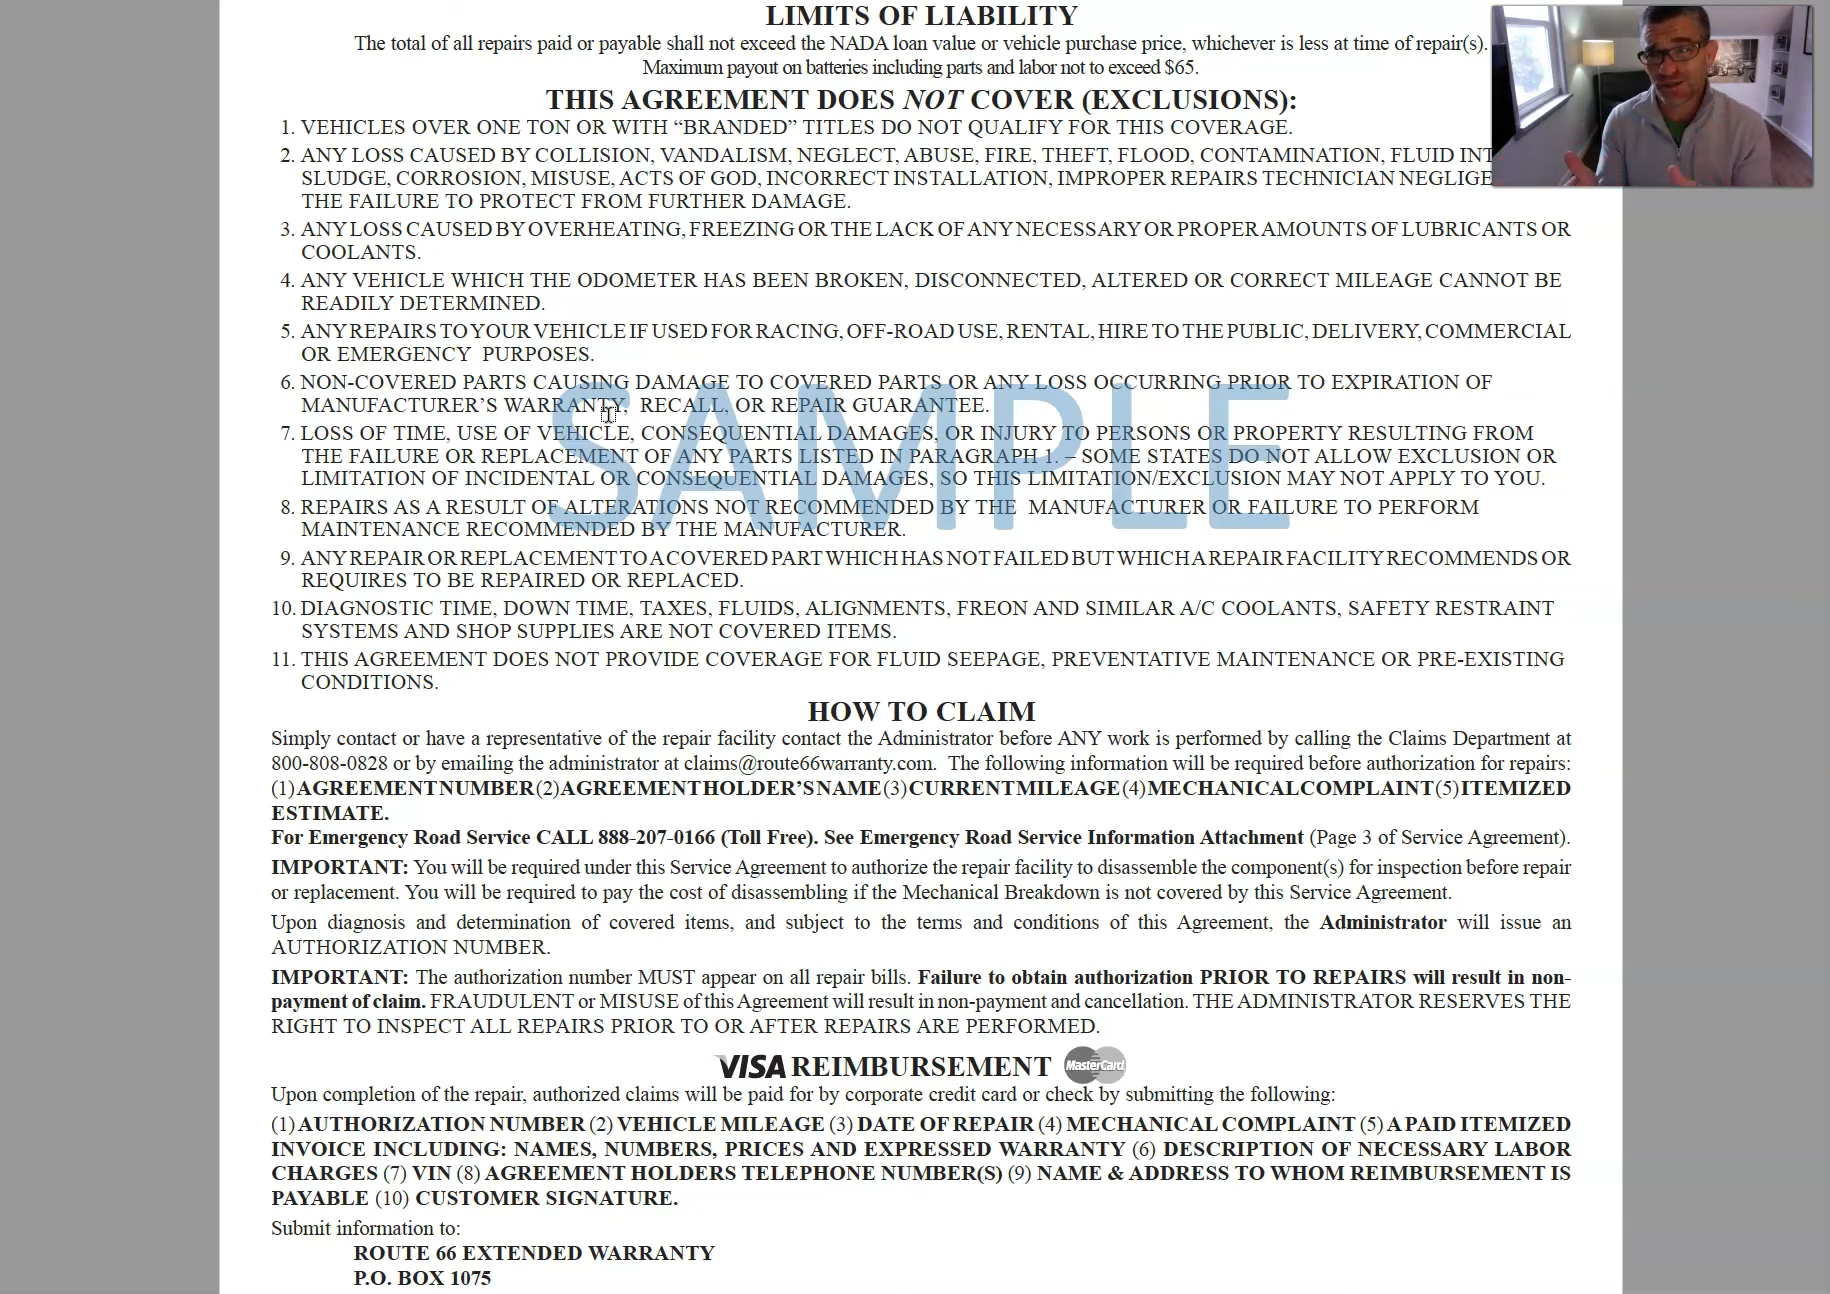 LIMITS OF LIABILITY
The total of all repairs paid or payable shall not exceed the NADA loan value or vehicle purchase price, whichever is less at time of repair(s).
Maximum payout on batteries including parts and labor not to exceed $65.
THIS AGREEMENT DOES NOT COVER (EXCLUSIONS):
1. VEHICLES OVER ONE TON OR WITH “BRANDED” TITLES DO NOT QUALIFY FOR THIS COVERAGE.
2. ANY LOSS CAUSED BY COLLISION, VANDALISM, NEGLECT, ABUSE, FIRE, THEFT, FLOOD, CONTAMINATION, FLUID
SLUDGE, CORROSION, MISUSE, ACTS OF GOD, INCORRECT INSTALLATION, IMPROPER REPAIRS TECHNICIAN
THE FAILURE TO PROTECT FROM FURTHER DAMAGE.
3. ANY LOSS CAUSED BY OVERHEATING, FREEZING OR THE LACK OF ANY NECESSARY OR PROPER AMOUNTS OF LUBRICANTS OR
COOLANTS.
4. ANY VEHICLE WHICH THE ODOMETER HAS BEEN BROKEN, DISCONNECTED, ALTERED OR CORRECT MILEAGE CANNOT BE
READILY DETERMINED.
5. ANY REPAIRS TO YOUR VEHICLE IF USED FOR RACING, OFF-ROAD USE, RENTAL, HIRE TO THE PUBLIC, DELIVERY, COMMERCIAL
OR EMERGENCY PURPOSES.
6. NON-COVERED PARTS CAUSING DAMAGE TO COVERED PARTS OR ANY LOSS OCCURRING PRIOR TO EXPIRATION OF
MANUFACTURER’S WARRANTY, RECALL, OR REPAIR GUARANTEE.
7. LOSS OF TIME, USE OF VEHICLE, CONSEQUENTIAL DAMAGES, OR INJURY TO PERSONS OR PROPERTY RESULTING FROM
THE FAILURE OR REPLACEMENT OF ANY PARTS LISTED IN PARAGRAPH 1. – SOME STATES DO NOT ALLOW EXCLUSION OR
LIMITATION OF INCIDENTAL OR CONSEQUENTIAL DAMAGES, SO THIS LIMITATION/EXCLUSION MAY NOT APPLY TO YOU.
SAMPLE
8. REPAIRS AS A RESULT OF ALTERATIONS NOT RECOMMENDED BY THE MANUFACTURER OR FAILURE TO PERFORM
MAINTENANCE RECOMMENDED BY THE MANUFACTURER.
9. ANY REPAIR OR REPLACEMENT TO A COVERED PART WHICH HAS NOT FAILED BUT WHICH A REPAIR FACILITY RECOMMENDS OR
REQUIRES TO BE REPAIRED OR REPLACED.
10. DIAGNOSTIC TIME, DOWN TIME, TAXES, FLUIDS, ALIGNMENTS, FREON AND SIMILAR A/C COOLANTS, SAFETY RESTRAINT
SYSTEMS AND SHOP SUPPLIES ARE NOT COVERED ITEMS.
11. THIS AGREEMENT DOES NOT PROVIDE COVERAGE FOR FLUID SEEPAGE, PREVENTATIVE MAINTENANCE OR PRE-EXISTING
CONDITIONS.
HOW TO CLAIM
Simply contact or have a representative of the repair facility contact the Administrator before ANY work is performed by calling the Claims Department at
800-808-0828 or by emailing the administrator at claims@route66warranty.com. The following information will be required before authorization for repairs:
(1) AGREEMENT NUMBER (2) AGREEMENT HOLDER’S NAME (3) CURRENT MILEAGE (4) MECHANICAL COMPLAINT (5) ITEMIZED
ESTIMATE.
For Emergency Road Service CALL 888-207-0166 (Toll Free). See Emergency Road Service Information Attachment (Page 3 of Service Agreement).
IMPORTANT: You will be required under this Service Agreement to authorize the repair facility to disassemble the component(s) for inspection before repair
or replacement. You will be required to pay the cost of disassembling if the Mechanical Breakdown is not covered by this Service Agreement.
Upon diagnosis and determination of covered items, and subject to the terms and conditions of this Agreement, the Administrator will issue an
AUTHORIZATION NUMBER.
IMPORTANT: The authorization number MUST appear on all repair bills. Failure to obtain authorization PRIOR TO REPAIRS will result in non-
payment of claim. FRAUDULENT or MISUSE of this Agreement will result in non-payment and cancellation. THE ADMINISTRATOR RESERVES THE
RIGHT TO INSPECT ALL REPAIRS PRIOR TO OR AFTER REPAIRS ARE PERFORMED.
VISA REIMBURSEMENT MasterCard
Upon completion of the repair, authorized claims will be paid for by corporate credit card or check by submitting the following:
(1) AUTHORIZATION NUMBER (2) VEHICLE MILEAGE (3) DATE OF REPAIR (4) MECHANICAL COMPLAINT (5) A PAID ITEMIZED
INVOICE INCLUDING: NAMES, NUMBERS, PRICES AND EXPRESSED WARRANTY (6) DESCRIPTION OF NECESSARY LABOR
CHARGES (7) VIN (8) AGREEMENT HOLDERS TELEPHONE NUMBER(S) (9) NAME & ADDRESS TO WHOM REIMBURSEMENT IS
PAYABLE (10) CUSTOMER SIGNATURE.
Submit information to:
ROUTE 66 EXTENDED WARRANTY
P.O. BOX 1075